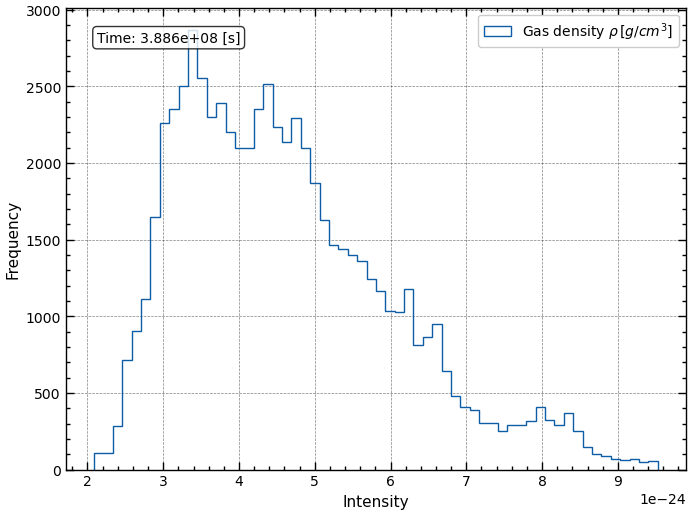 3000
2500
2000
1500
1000
500
0
Frequency
Time: 3.886e+08 [s]
Gas density ρ [g/cm³]
2 3 4 5 6 7 8 9
1e−24
Intensity